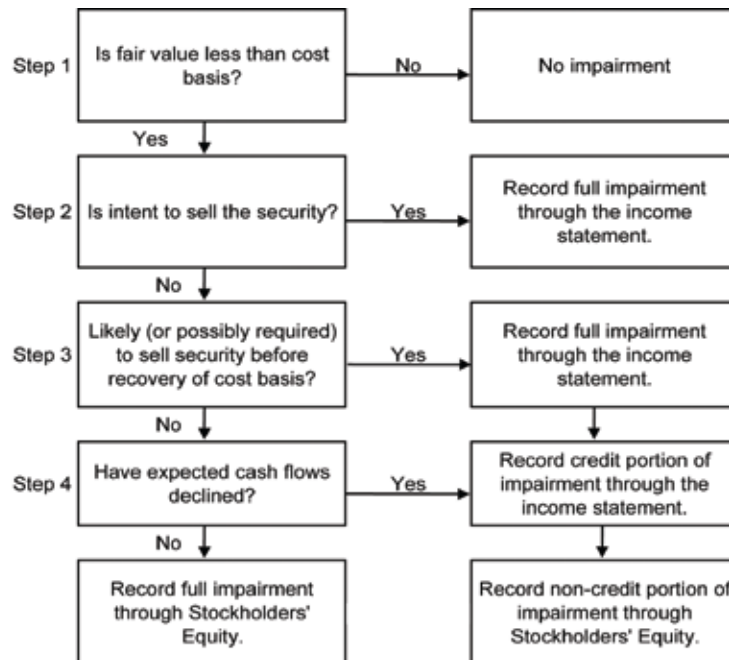 Step 1
Is fair value less than cost
basis?
No
No impairment
Yes
Step 2
Is intent to sell the security?
Yes
Record full impairment
through the income
statement.
No
Step 3
Likely (or possibly required)
to sell security before
recovery of cost basis?
Yes
Record full impairment
through the income
statement.
No
Step 4
Have expected cash flows
declined?
Yes
Record credit portion of
impairment through the
income statement.
No
Record full impairment
through Stockholders'
Equity.
Record non-credit portion of
impairment through
Stockholders' Equity.